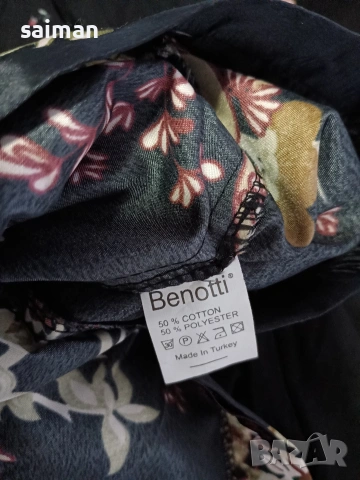 saiman
Benotti®
50 % COTTON
50 % POLYESTER
Made In Turkey
BAZAR